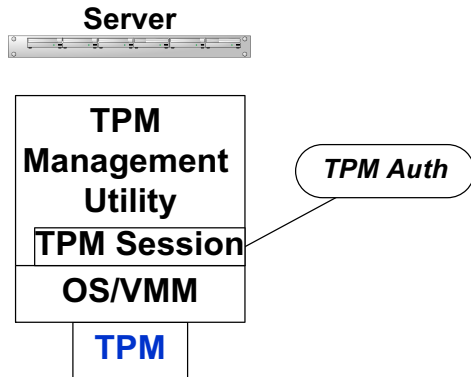 Server
TPM
Management
Utility
TPM Auth
TPM Session
OS/VMM
TPM